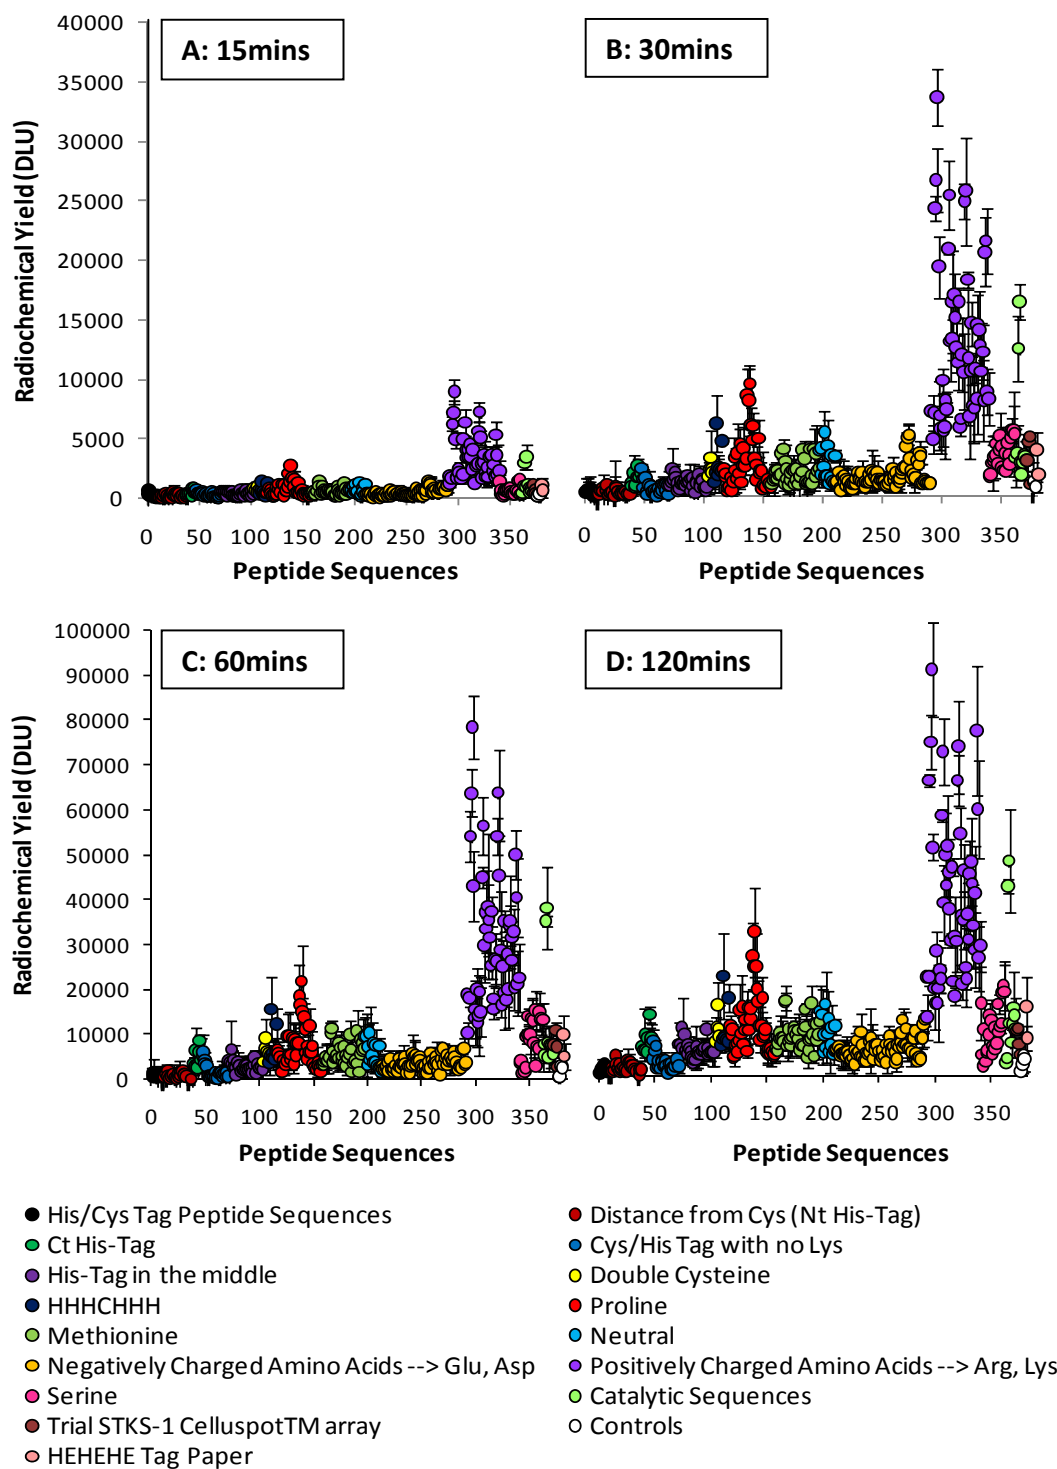 A: 15mins
B: 30mins
40000
35000
30000
25000
20000
15000
10000
5000
0
Radiochemical Yield (DLU)
0 50 100 150 200 250 300 350
0 50 100 150 200 250 300 350
Peptide Sequences
Peptide Sequences
C: 60mins
D: 120mins
100000
90000
80000
70000
60000
50000
40000
30000
20000
10000
0
Radiochemical Yield (DLU)
0 50 100 150 200 250 300 350
0 50 100 150 200 250 300 350
Peptide Sequences
Peptide Sequences
His/Cys Tag Peptide Sequences
Distance from Cys (Nt His-Tag)
Ct His-Tag
Cys/His Tag with no Lys
His-Tag in the middle
Double Cysteine
HHHCHHH
Proline
Methionine
Neutral
Negatively Charged Amino Acids --> Glu, Asp
Positively Charged Amino Acids --> Arg, Lys
Serine
Catalytic Sequences
Trial STKS-1 CelluspotTM array
Controls
HEHEHE Tag Paper